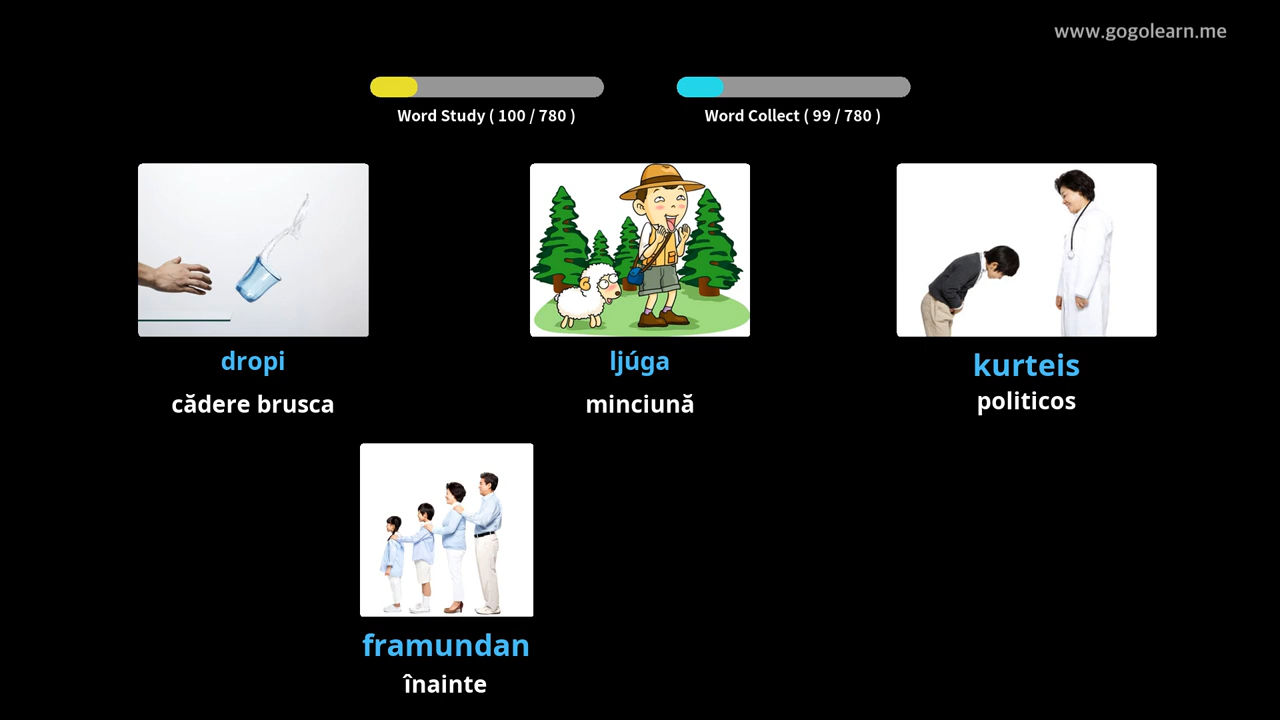 www.gogolearn.me
Word Study ( 100 / 780 )
Word Collect ( 99 / 780 )
dropi
cădere brusca
ljúga
minciună
kurteis
politicos
framundan
înainte